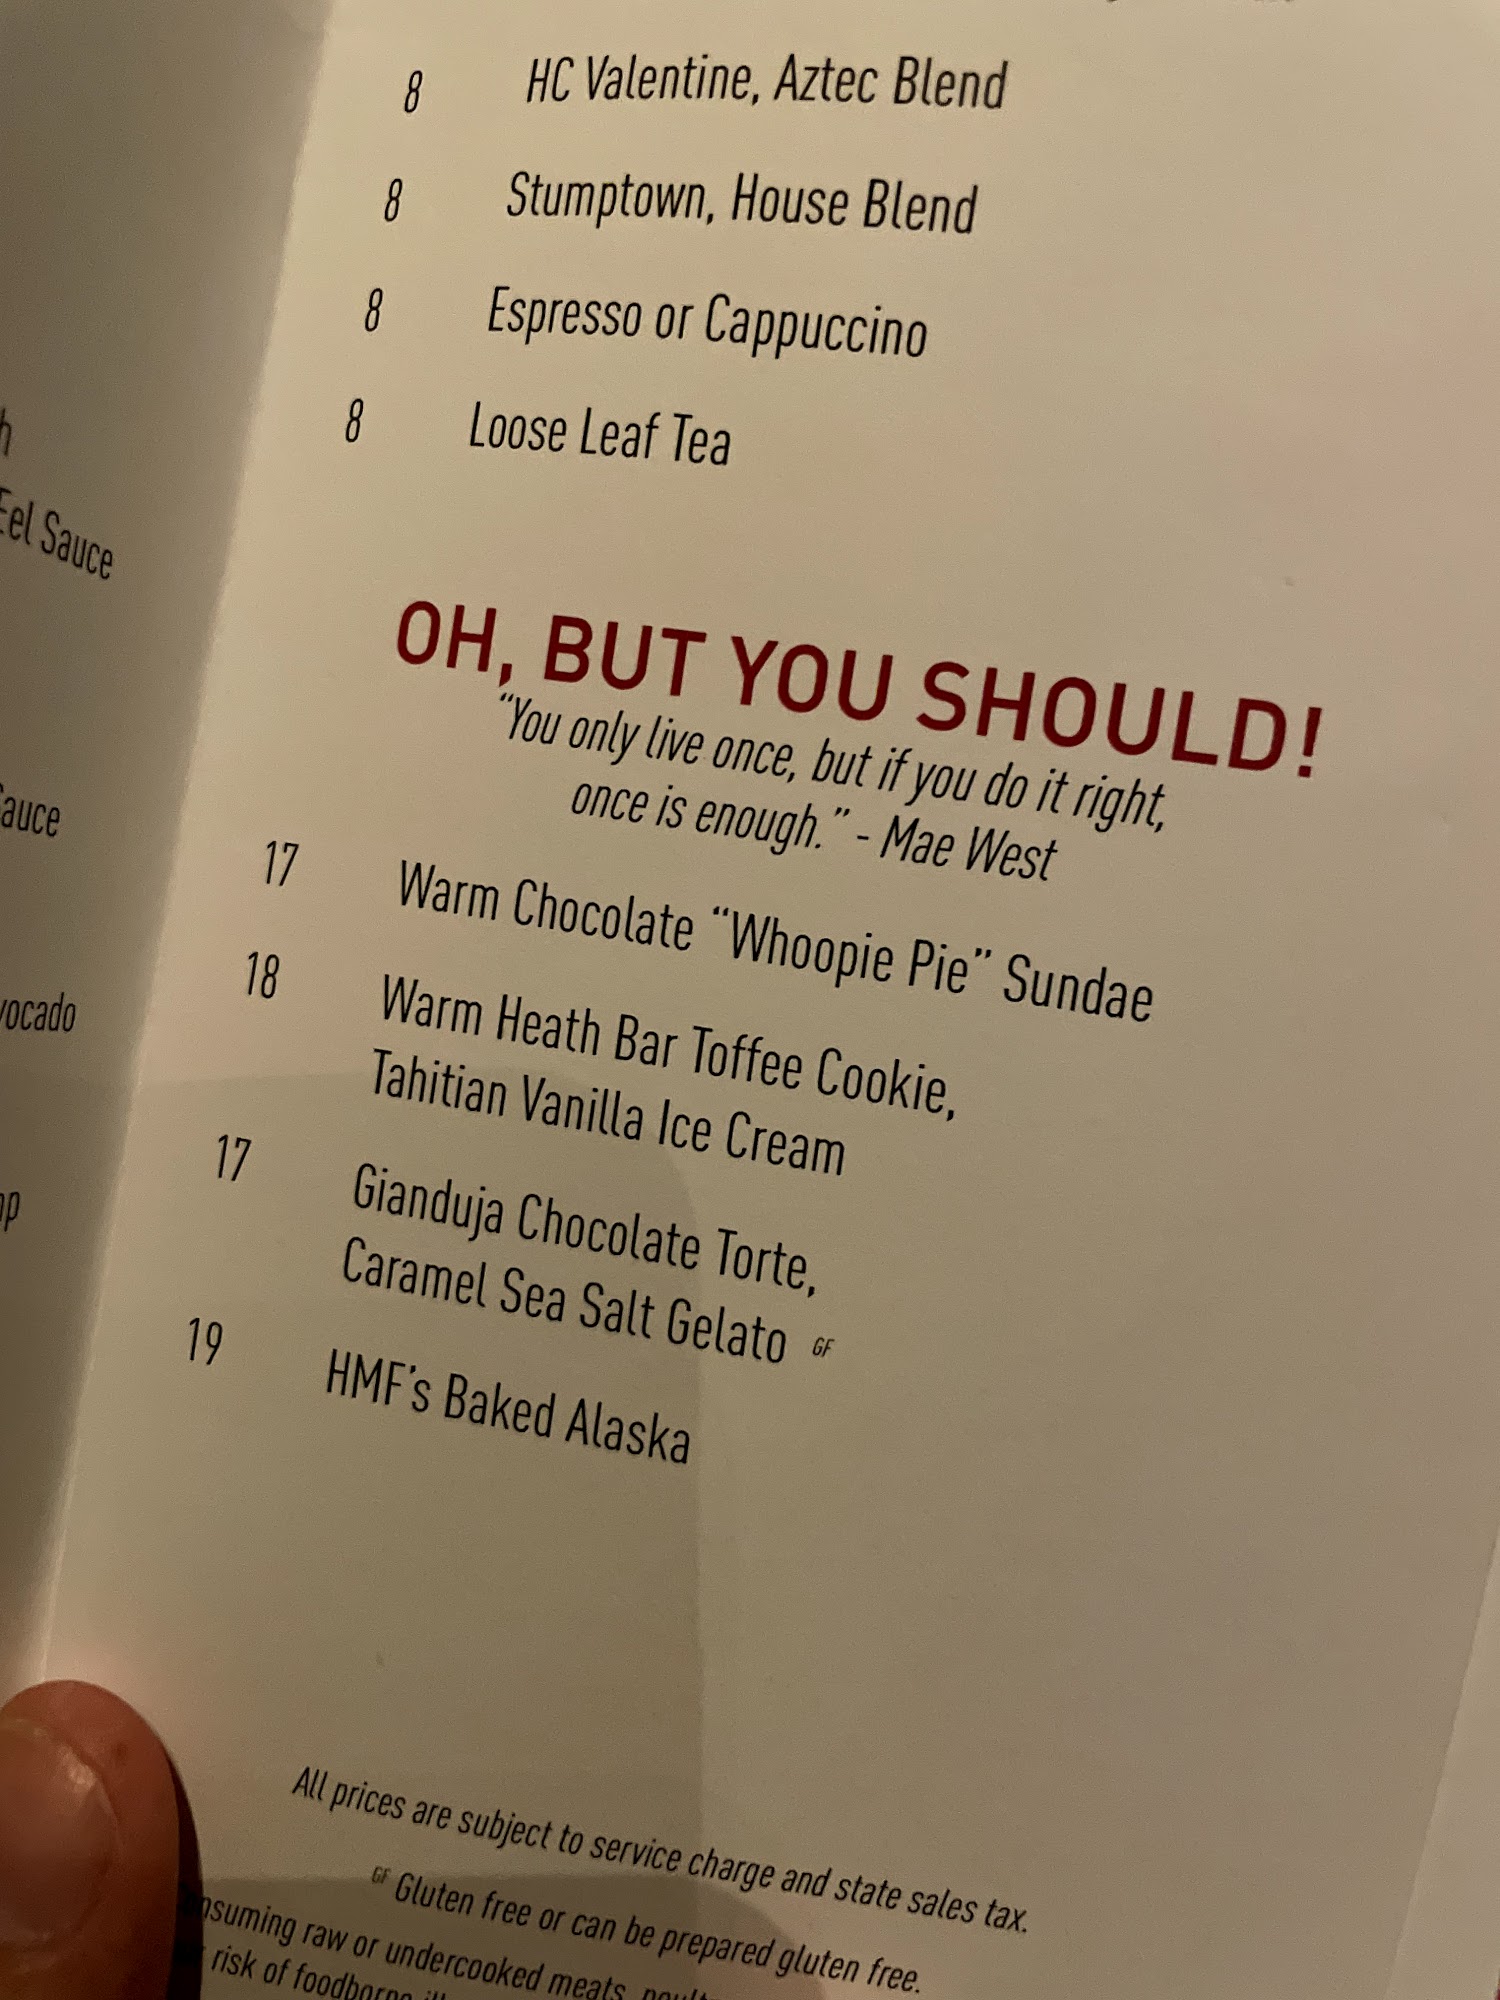 h
Eel Sauce
Sauce
vocado
8 HC Valentine, Aztec Blend
8 Stumptown, House Blend
8 Espresso or Cappuccino
8 Loose Leaf Tea
OH, BUT YOU SHOULD!
“You only live once, but if you do it right,
once is enough.” - Mae West
17 Warm Chocolate “Whoopie Pie” Sundae
18 Warm Heath Bar Toffee Cookie,
Tahitian Vanilla Ice Cream
17 Gianduja Chocolate Torte,
Caramel Sea Salt Gelato GF
19 HMF’s Baked Alaska
All prices are subject to service charge and state sales tax.
GF Gluten free or can be prepared gluten free.
nsuming raw or undercooked meats,
risk of foodborne